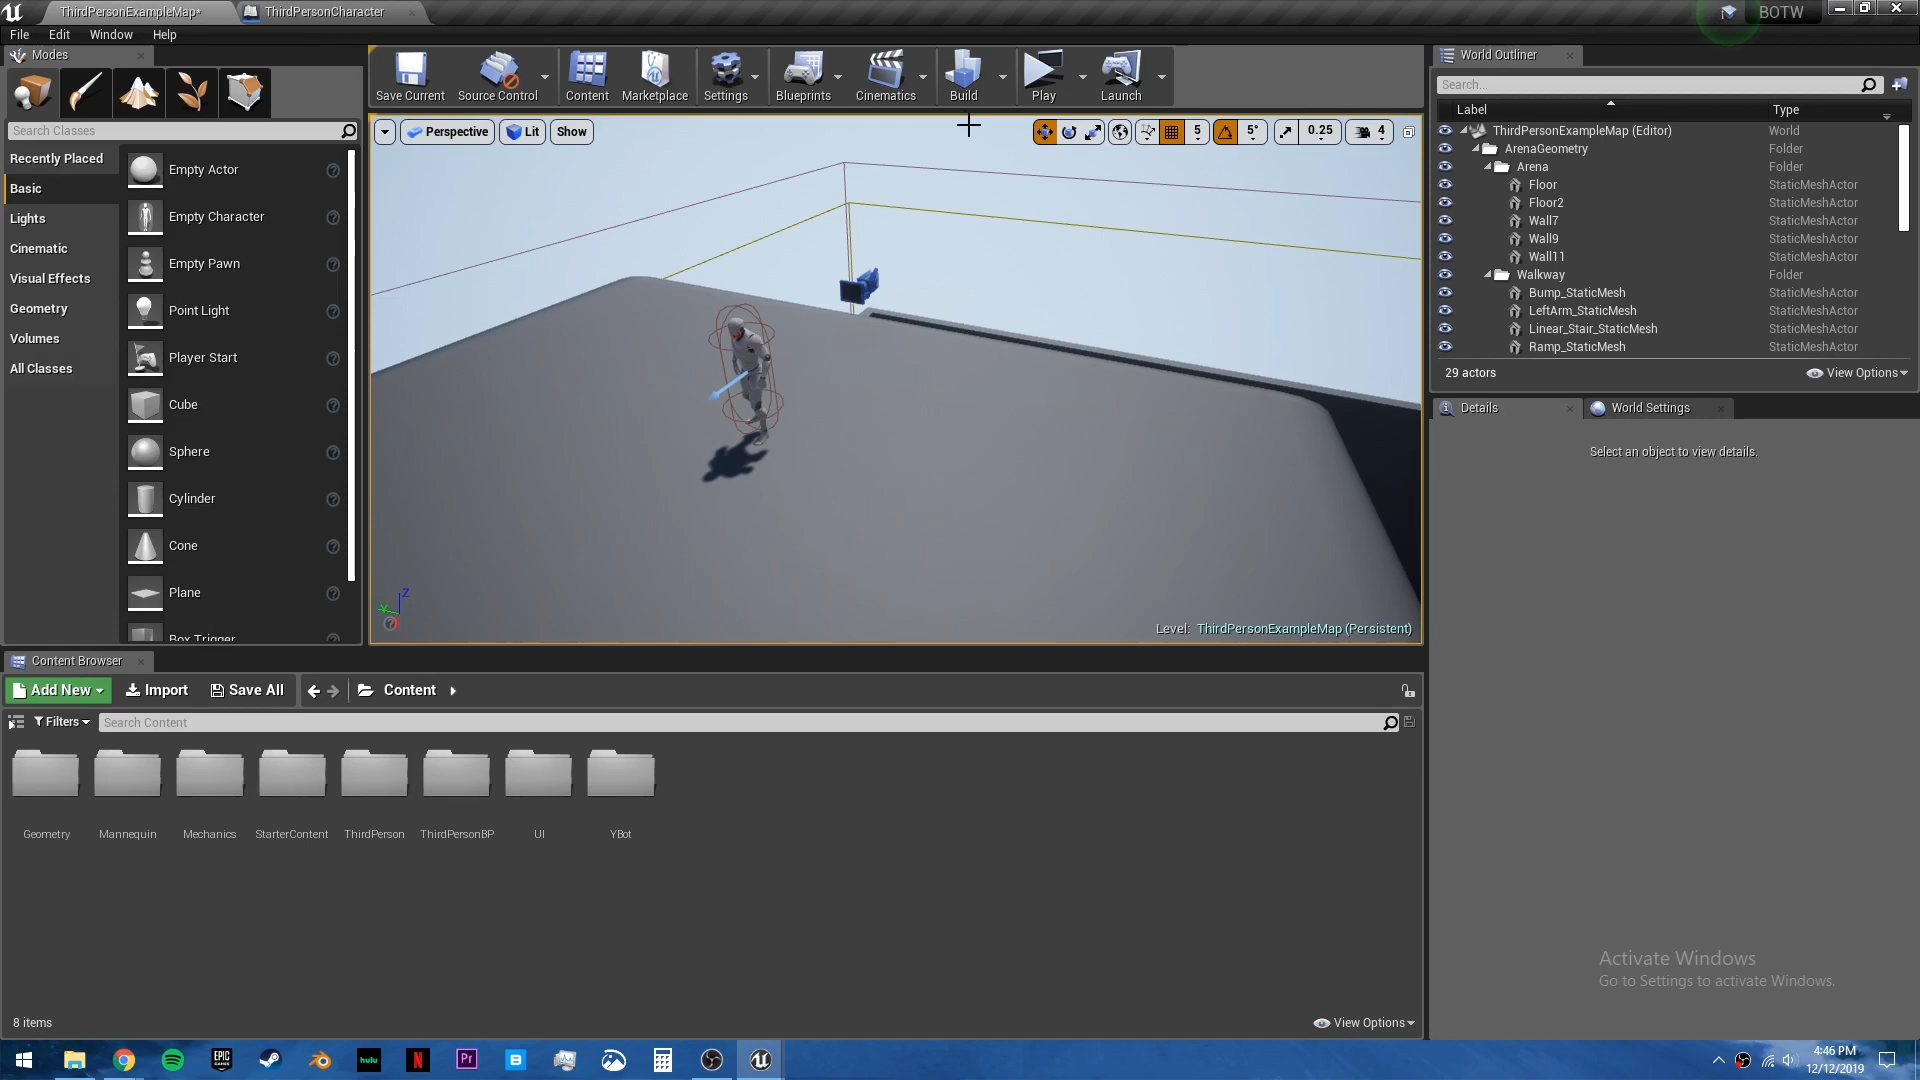 ThirdPersonExampleMap*
ThirdPersonCharacter
BOTW
File Edit Window Help
Modes
Save Current
Source Control
Content
Marketplace
Settings
Blueprints
Cinematics
Build
Play
Launch
World Outliner
Search...
Label
Type
Search Classes
Perspective
Lit
Show
5
5°
0.25
4
ThirdPersonExampleMap (Editor) World
ArenaGeometry Folder
Arena Folder
Floor StaticMeshActor
Floor2 StaticMeshActor
Wall7 StaticMeshActor
Wall9 StaticMeshActor
Wall11 StaticMeshActor
Walkway Folder
Bump_StaticMesh StaticMeshActor
LeftArm_StaticMesh StaticMeshActor
Linear_Stair_StaticMesh StaticMeshActor
Ramp_StaticMesh StaticMeshActor
29 actors
View Options
Recently Placed
Basic
Lights
Cinematic
Visual Effects
Geometry
Volumes
All Classes
Empty Actor
Empty Character
Empty Pawn
Point Light
Player Start
Cube
Sphere
Cylinder
Cone
Plane
Box Trigger
Z
Y
Level: ThirdPersonExampleMap (Persistent)
Details
World Settings
Select an object to view details.
Content Browser
Add New
Import
Save All
Content
Filters
Search Content
Geometry
Mannequin
Mechanics
StarterContent
ThirdPerson
ThirdPersonBP
UI
YBot
8 items
View Options
Activate Windows
Go to Settings to activate Windows.
EPIC
GAMES
hulu
N
Pr
B
4:46 PM
12/12/2019